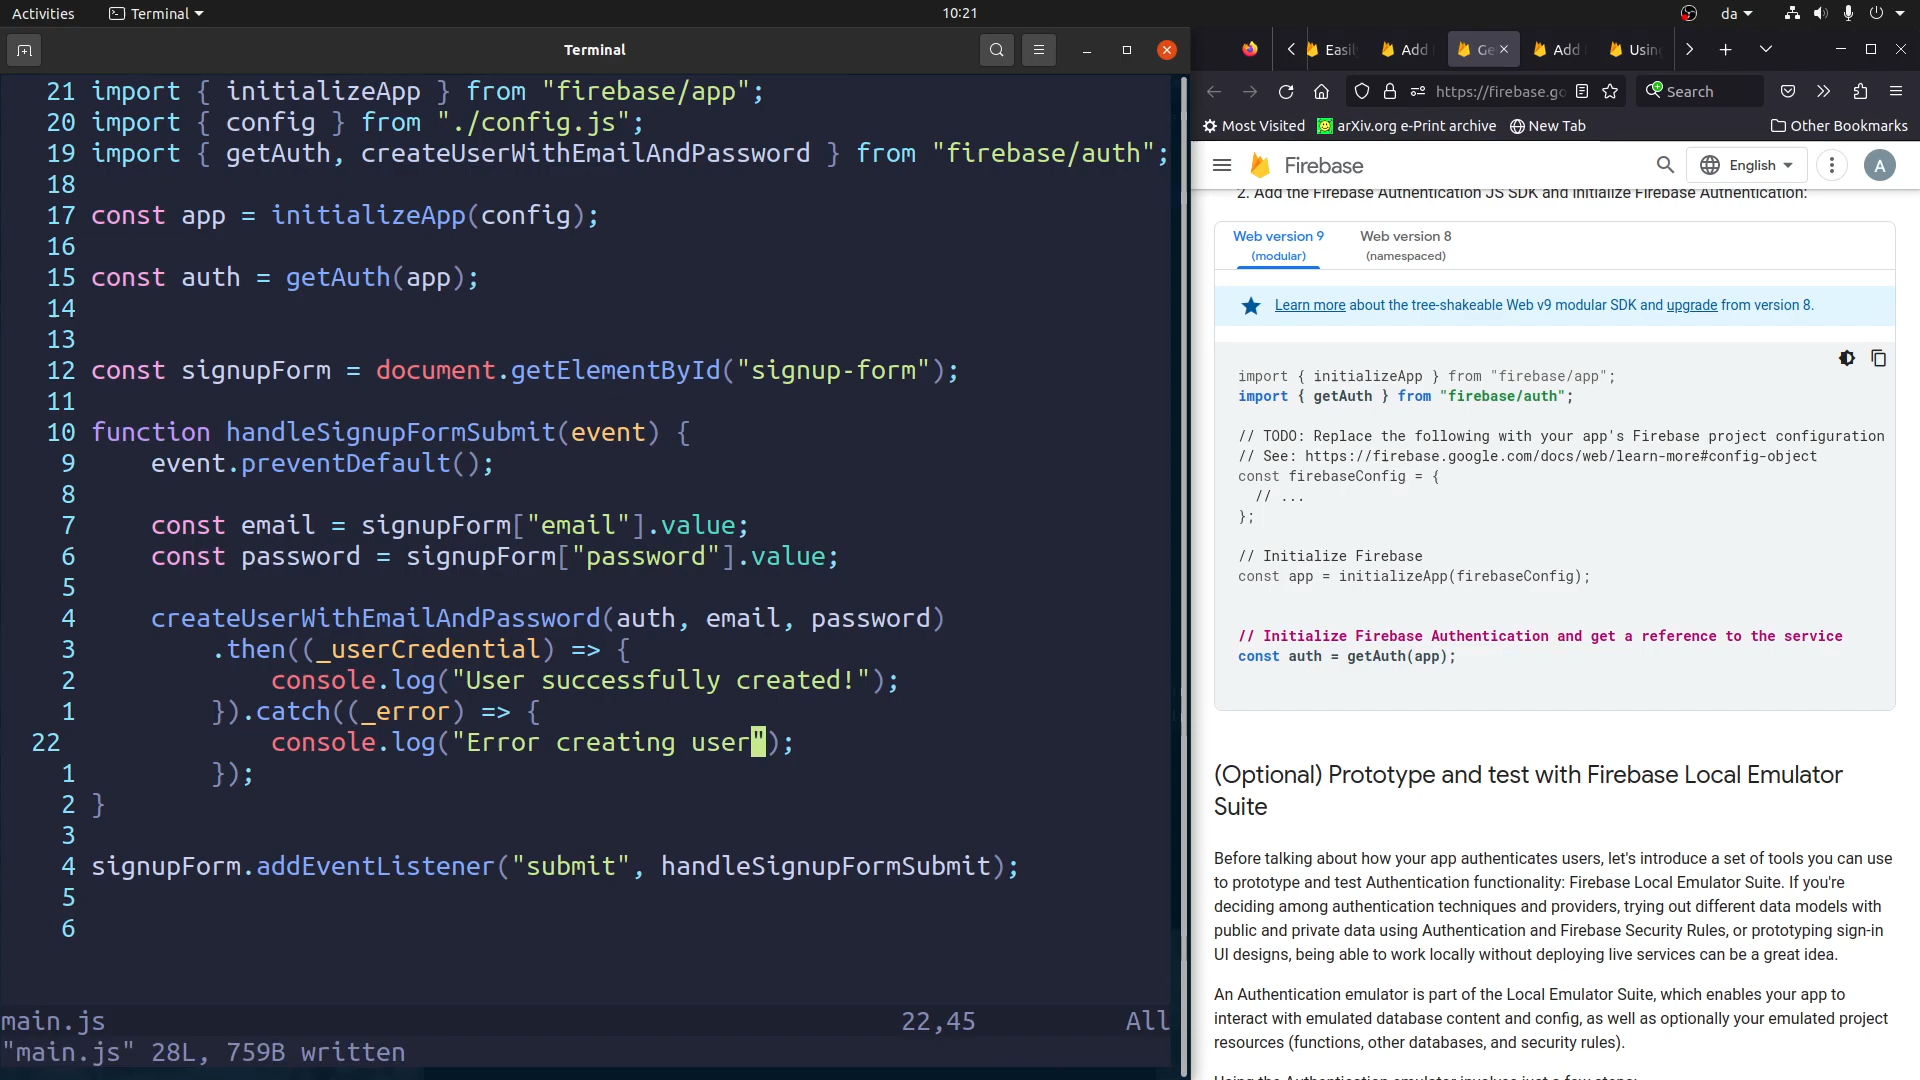 Activities
Terminal
10:21
da
Terminal
21 import { initializeApp } from "firebase/app";
20 import { config } from "./config.js";
19 import { getAuth, createUserWithEmailAndPassword } from "firebase/auth";
18
17 const app = initializeApp(config);
16
15 const auth = getAuth(app);
14
13
12 const signupForm = document.getElementById("signup-form");
11
10 function handleSignupFormSubmit(event) {
9 event.preventDefault();
8
7 const email = signupForm["email"].value;
6 const password = signupForm["password"].value;
5
4 createUserWithEmailAndPassword(auth, email, password)
3 .then((_userCredential) => {
2 console.log("User successfully created!");
1 }).catch((_error) => {
22 console.log("Error creating user");
1 });
2 }
3
4 signupForm.addEventListener("submit", handleSignupFormSubmit);
5
6
main.js 22,45 All
"main.js" 28L, 759B written
Easil Add Ge Add Usin
https://firebase.go
Search
Most Visited arXiv.org e-Print archive New Tab Other Bookmarks
Firebase
English
A
2. Add the Firebase Authentication JS SDK and initialize Firebase Authentication:
Web version 9 Web version 8
(modular) (namespaced)
Learn more about the tree-shakeable Web v9 modular SDK and upgrade from version 8.
import { initializeApp } from "firebase/app";
import { getAuth } from "firebase/auth";
// TODO: Replace the following with your app's Firebase project configuration
// See: https://firebase.google.com/docs/web/learn-more#config-object
const firebaseConfig = {
// ...
};
// Initialize Firebase
const app = initializeApp(firebaseConfig);
// Initialize Firebase Authentication and get a reference to the service
const auth = getAuth(app);
(Optional) Prototype and test with Firebase Local Emulator
Suite
Before talking about how your app authenticates users, let's introduce a set of tools you can use
to prototype and test Authentication functionality: Firebase Local Emulator Suite. If you're
deciding among authentication techniques and providers, trying out different data models with
public and private data using Authentication and Firebase Security Rules, or prototyping sign-in
UI designs, being able to work locally without deploying live services can be a great idea.
An Authentication emulator is part of the Local Emulator Suite, which enables your app to
interact with emulated database content and config, as well as optionally your emulated project
resources (functions, other databases, and security rules).